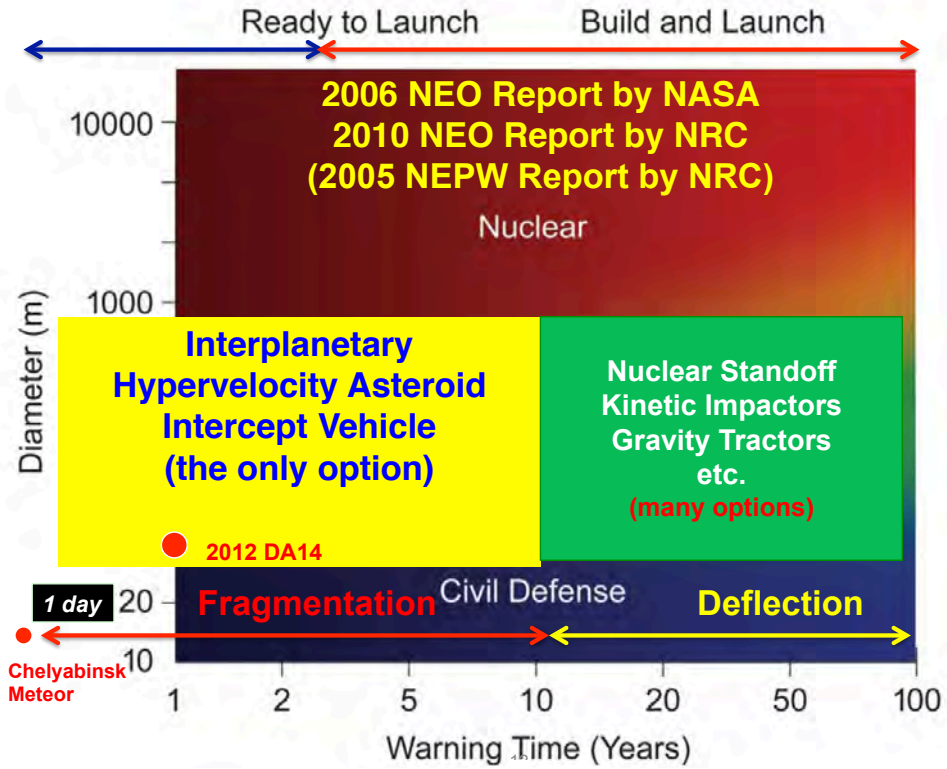 Ready to Launch
Build and Launch
2006 NEO Report by NASA
2010 NEO Report by NRC
(2005 NEPW Report by NRC)
Nuclear
10000
1000
Diameter (m)
Interplanetary
Hypervelocity Asteroid
Intercept Vehicle
(the only option)
Nuclear Standoff
Kinetic Impactors
Gravity Tractors
etc.
(many options)
2012 DA14
1 day
20
Fragmentation
Civil Defense
Deflection
Chelyabinsk
Meteor
10
1
2
5
10
20
50
100
Warning Time (Years)